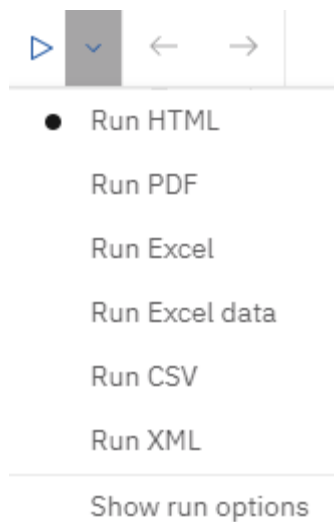 Run HTML
Run PDF
Run Excel
Run Excel data
Run CSV
Run XML
Show run options